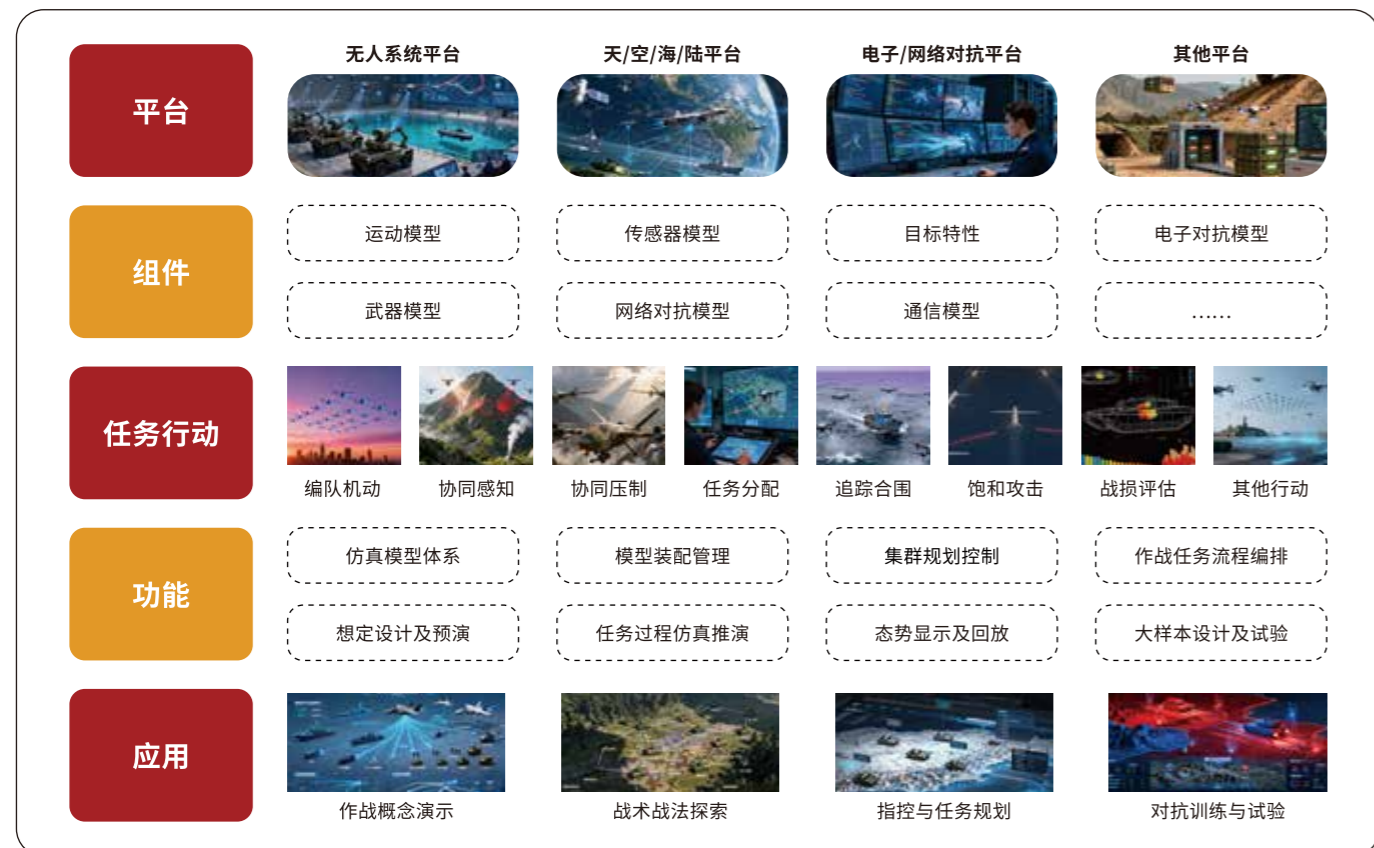 平台
无人系统平台
天/空/海/陆平台
电子/网络对抗平台
其他平台
组件
运动模型
传感器模型
目标特性
电子对抗模型
武器模型
网络对抗模型
通信模型
……
任务行动
编队机动
协同感知
协同压制
任务分配
追踪合围
饱和攻击
战损评估
其他行动
功能
仿真模型体系
模型装配管理
集群规划控制
作战任务流程编排
想定设计及预演
任务过程仿真推演
态势显示及回放
大样本设计及试验
应用
作战概念演示
战术战法探索
指控与任务规划
对抗训练与试验